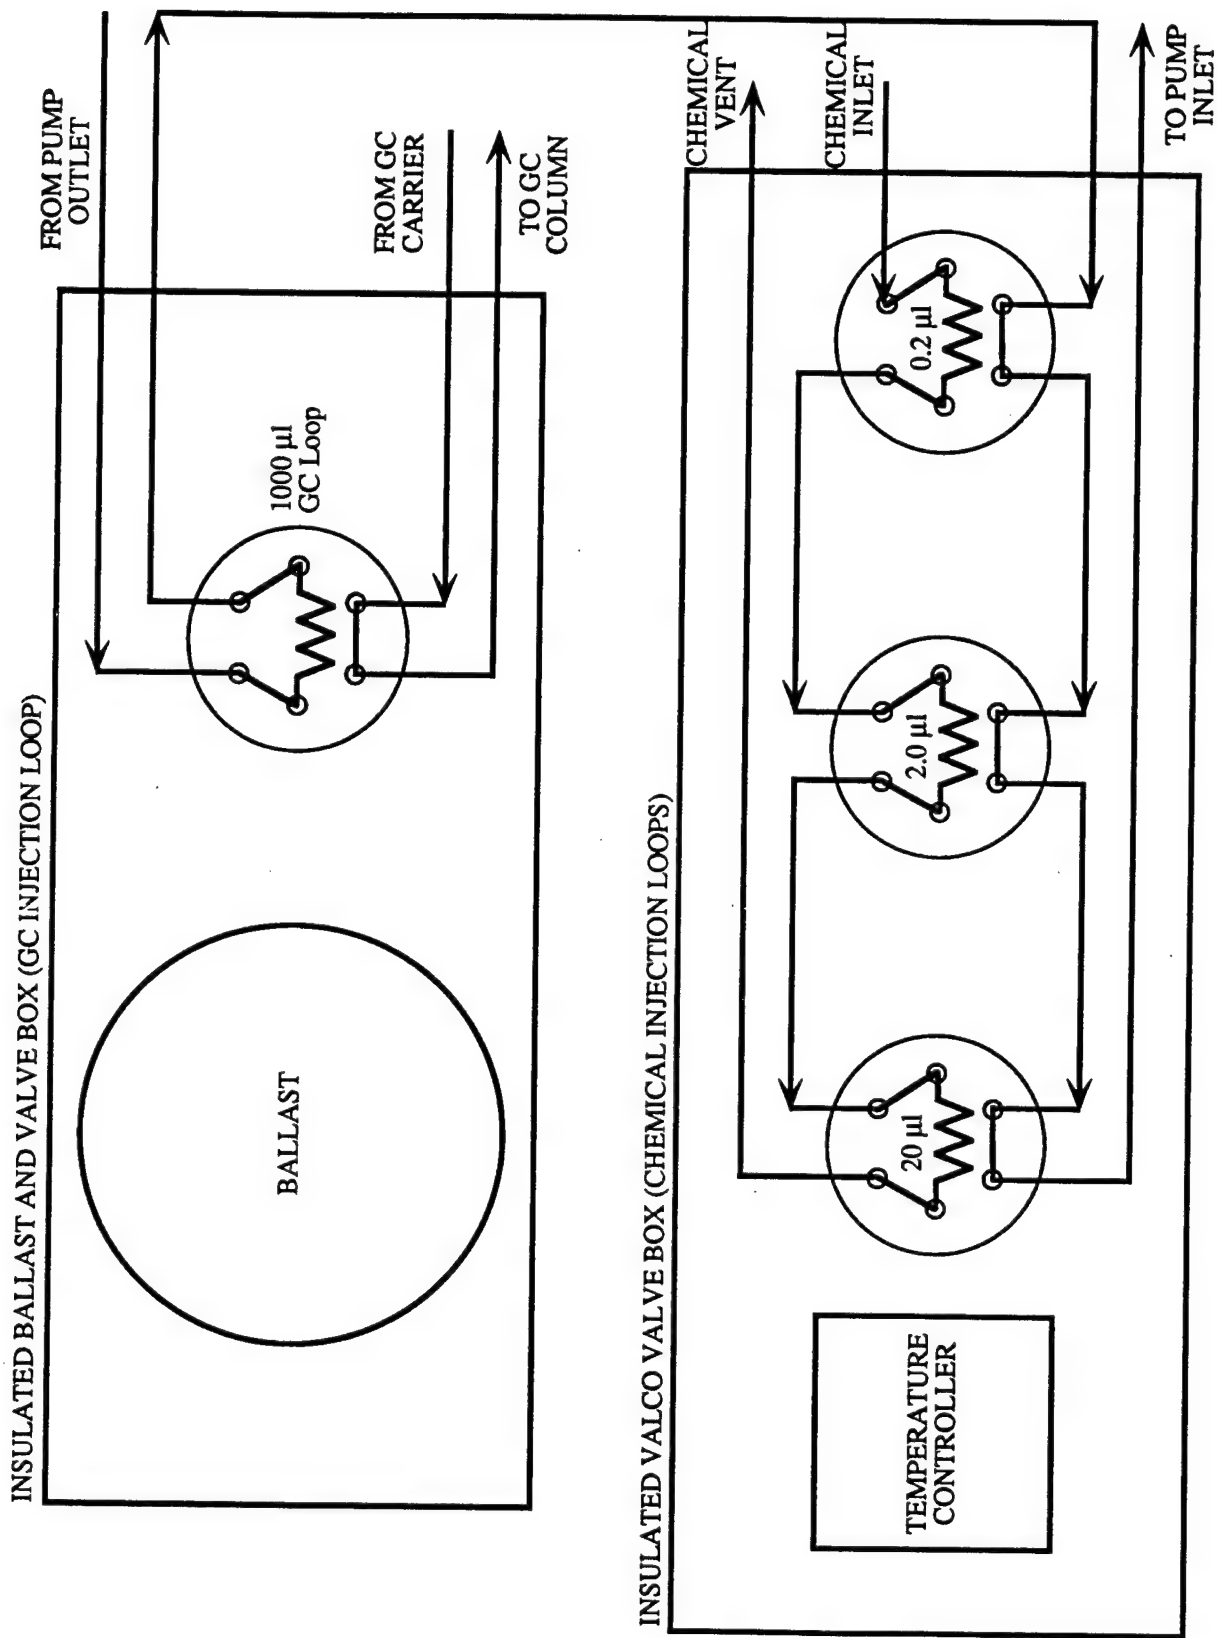 INSULATED BALLAST AND VALVE BOX (GC INJECTION LOOP)
BALLAST
1000 µl
GC Loop
FROM PUMP
OUTLET
FROM GC
CARRIER
TO GC
COLUMN
INSULATED VALCO VALVE BOX (CHEMICAL INJECTION LOOPS)
TEMPERATURE
CONTROLLER
20 µl
2.0 µl
0.2 µl
CHEMICAL
VENT
CHEMICAL
INLET
TO PUMP
INLET